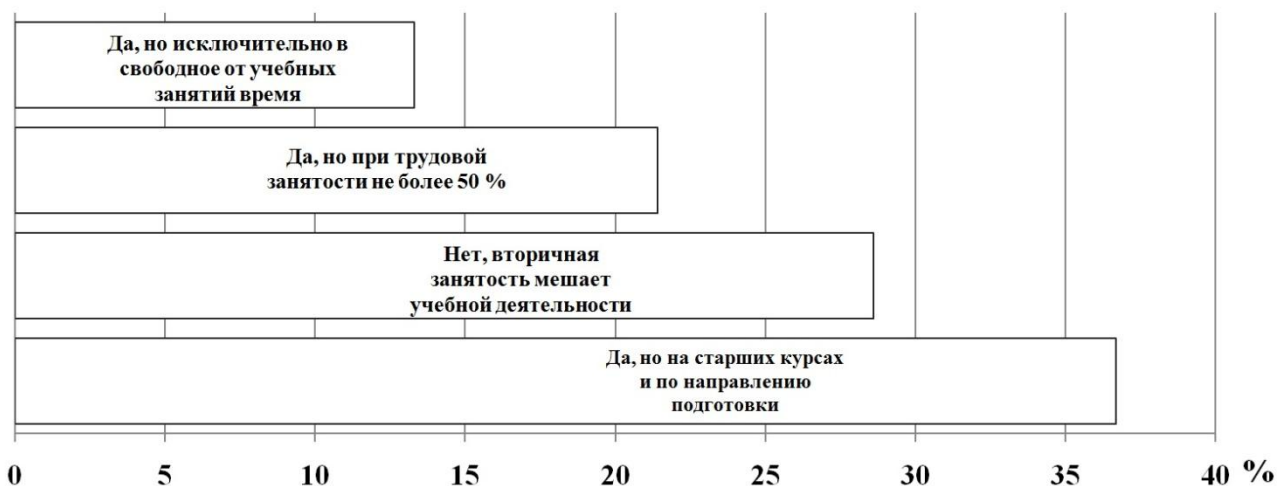 Да, но исключительно в
свободное от учебных
занятий время
Да, но при трудовой
занятости не более 50 %
Нет, вторичная
занятость мешает
учебной деятельности
Да, но на старших курсах
и по направлению
подготовки
0 5 10 15 20 25 30 35 40 %